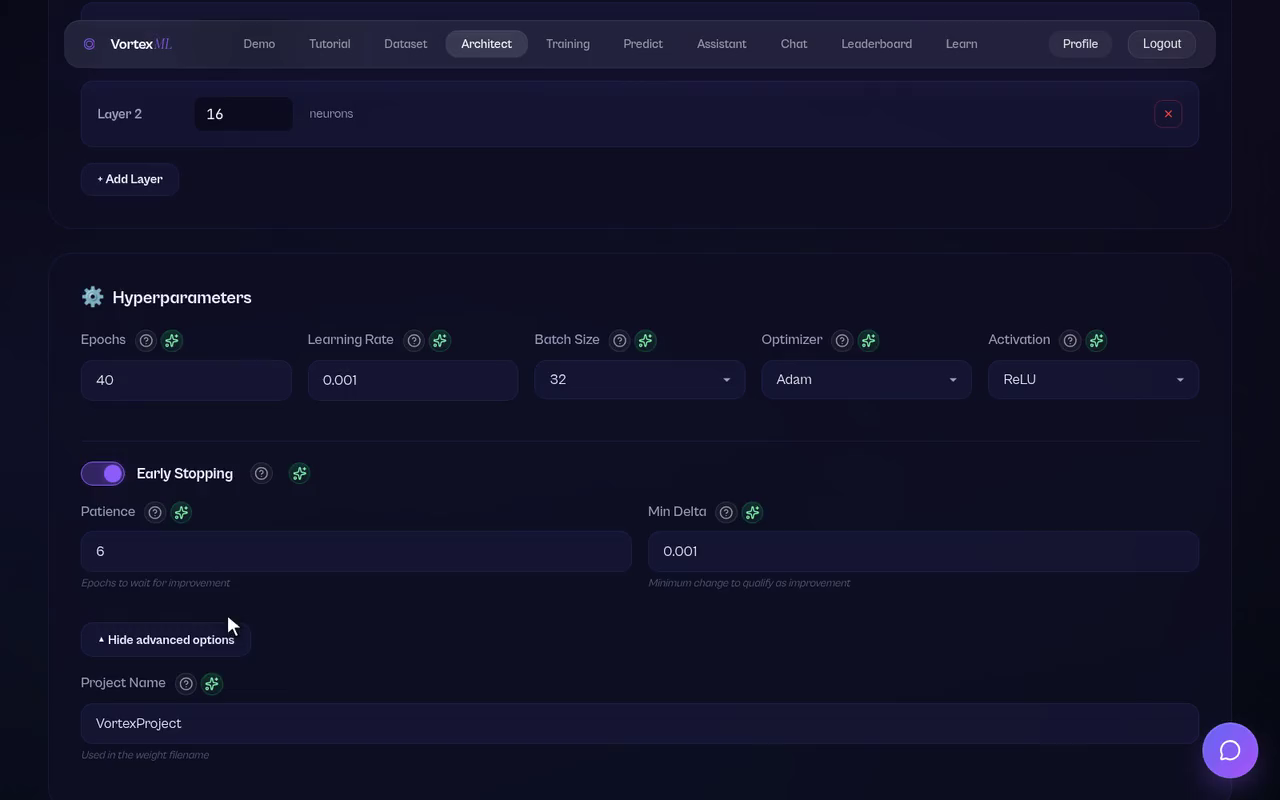 VortexML Demo Tutorial Dataset Architect Training Predict Assistant Chat Leaderboard Learn Profile Logout
Layer 2 16 neurons ×
+ Add Layer
⚙️ Hyperparameters
Epochs Learning Rate Batch Size Optimizer Activation
40 0.001 32 Adam ReLU
Early Stopping
Patience Min Delta
6 0.001
Epochs to wait for improvement Minimum change to qualify as improvement
▲ Hide advanced options
Project Name
VortexProject
Used in the weight filename